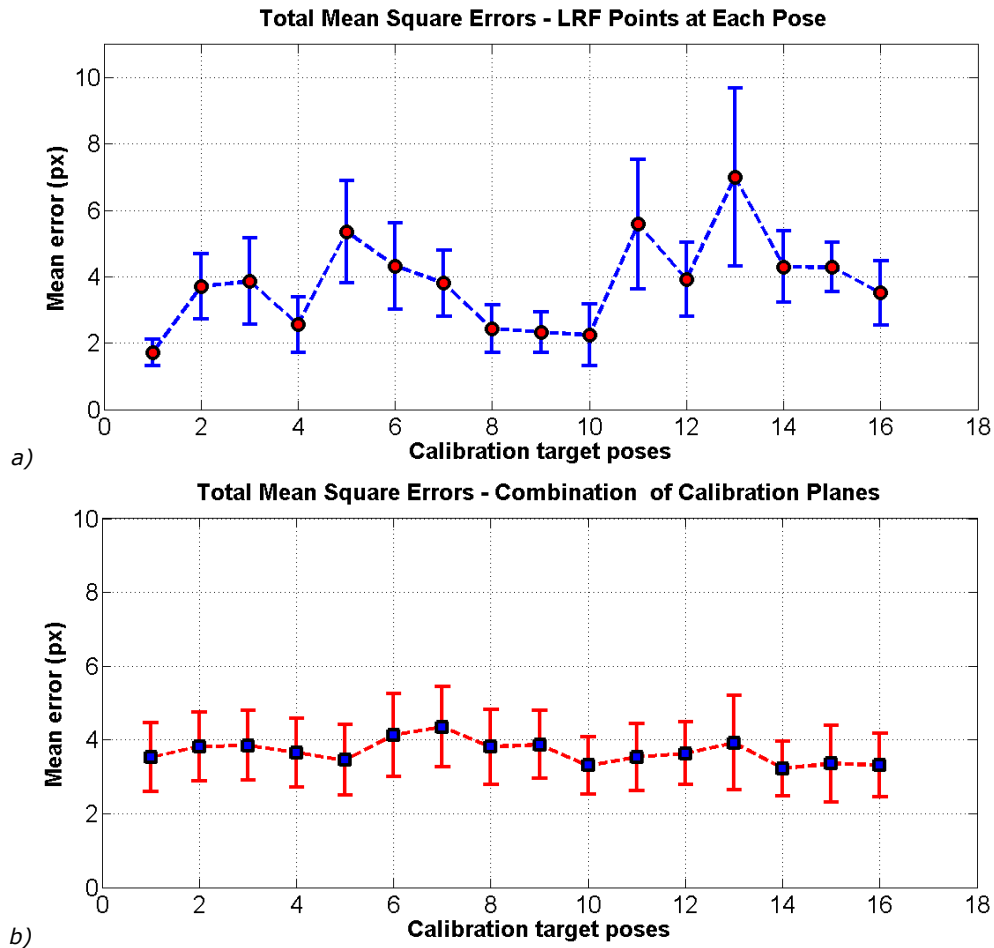 Total Mean Square Errors - LRF Points at Each Pose
10
8
6
4
2
0
Mean error (px)
0 2 4 6 8 10 12 14 16 18
Calibration target poses
a)
Total Mean Square Errors - Combination  of Calibration Planes
10
8
6
4
2
0
Mean error (px)
0 2 4 6 8 10 12 14 16 18
Calibration target poses
b)